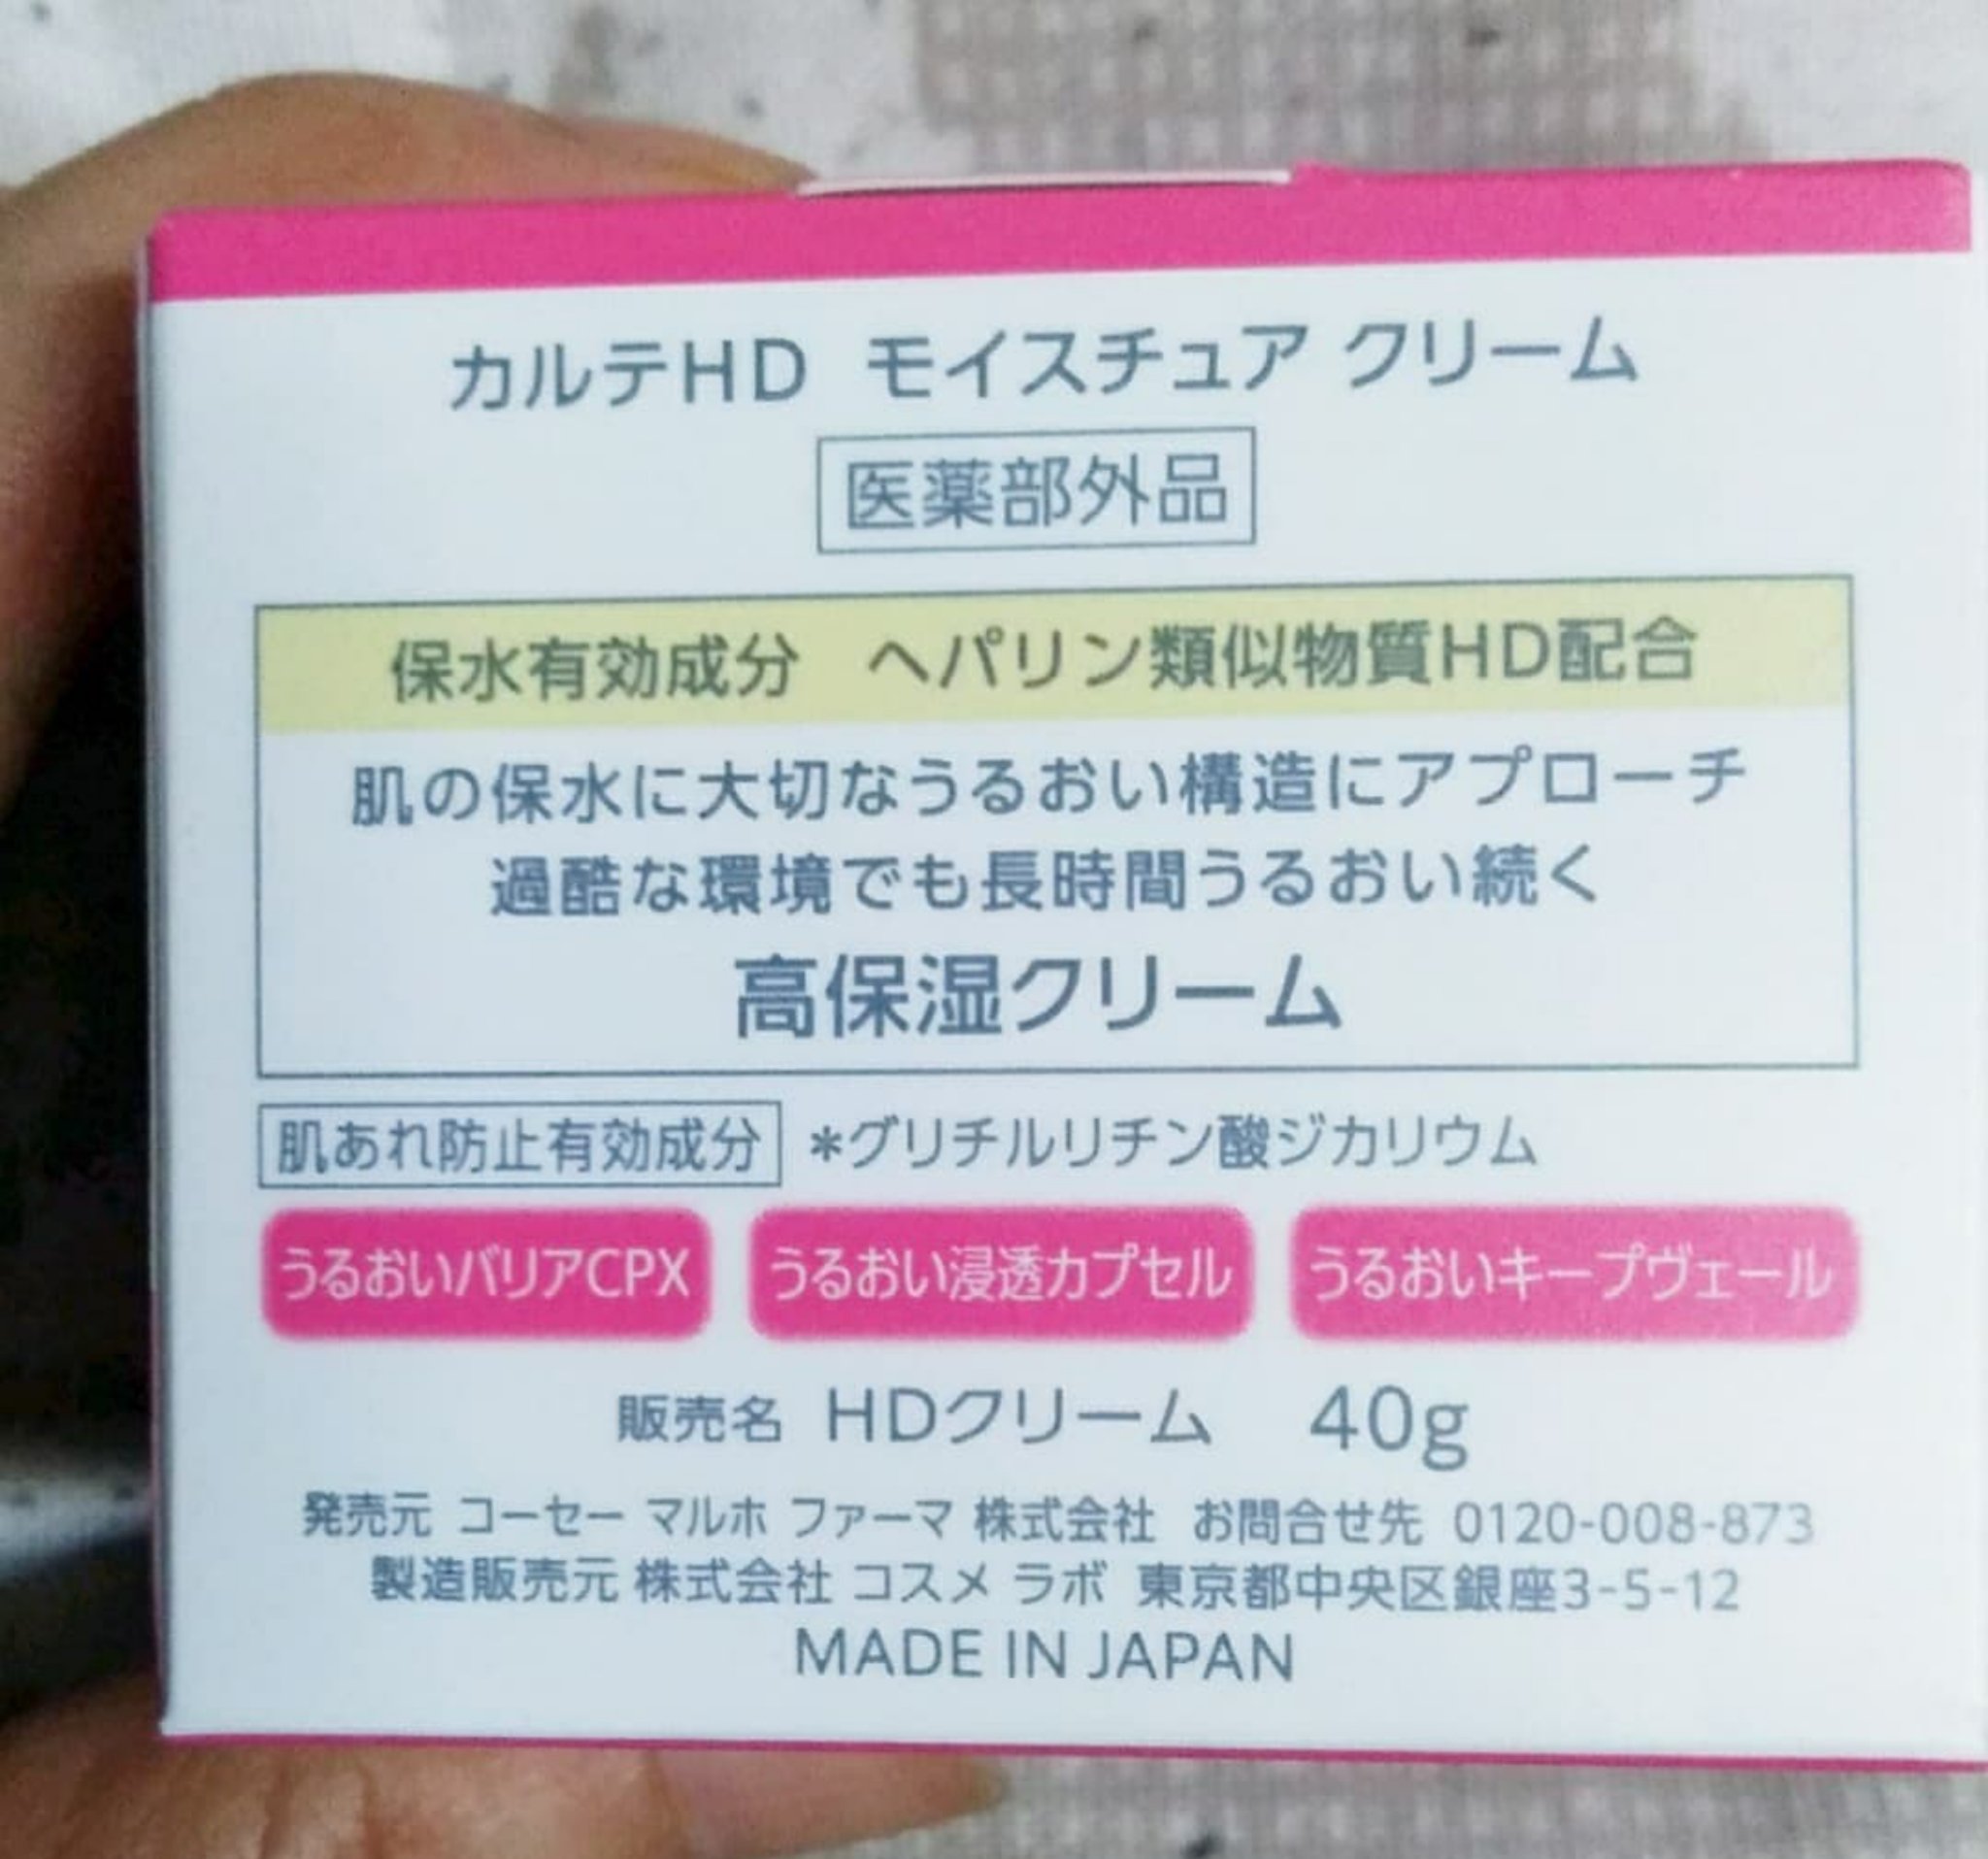 カルテHD モイスチュア クリーム
医薬部外品
保水有効成分 ヘパリン類似物質HD配合
肌の保水に大切なうるおい構造にアプローチ
過酷な環境でも長時間うるおい続く
高保湿クリーム
肌あれ防止有効成分 *グリチルリチン酸ジカリウム
うるおいバリアCPX うるおい浸透カプセル うるおいキープヴェール
販売名 HDクリーム 40g
発売元 コーセー マルホ ファーマ 株式会社 お問合せ先 0120-008-873
製造販売元 株式会社 コスメ ラボ 東京都中央区銀座3-5-12
MADE IN JAPAN